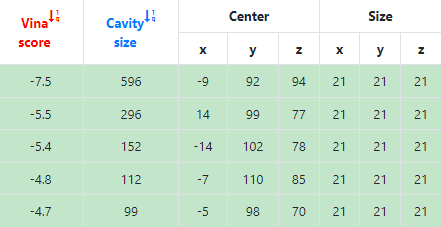 Vina score Cavity size Center Size
x y z x y z
-7.5 596 -9 92 94 21 21 21
-5.5 296 14 99 77 21 21 21
-5.4 152 -14 102 78 21 21 21
-4.8 112 -7 110 85 21 21 21
-4.7 99 -5 98 70 21 21 21